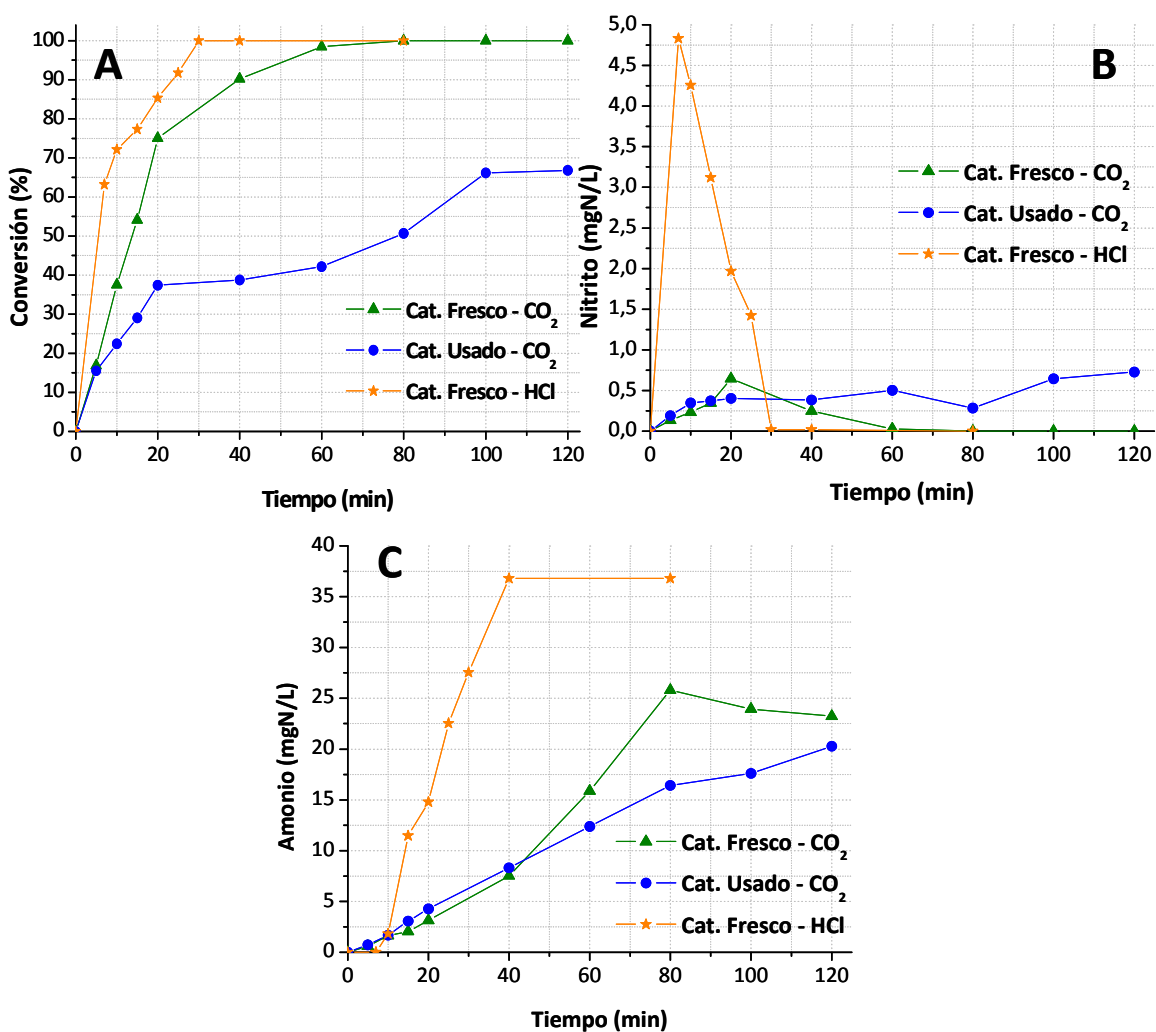 A
Conversión (%)
100
90
80
70
60
50
40
30
20
10
0
0 20 40 60 80 100 120
Tiempo (min)
Cat. Fresco - CO₂
Cat. Usado - CO₂
Cat. Fresco - HCl
B
Nitrito (mgN/L)
5,0
4,5
4,0
3,5
3,0
2,5
2,0
1,5
1,0
0,5
0,0
0 20 40 60 80 100 120
Tiempo (min)
Cat. Fresco - CO₂
Cat. Usado - CO₂
Cat. Fresco - HCl
C
Amonio (mgN/L)
40
35
30
25
20
15
10
5
0
0 20 40 60 80 100 120
Tiempo (min)
Cat. Fresco - CO₂
Cat. Usado - CO₂
Cat. Fresco - HCl